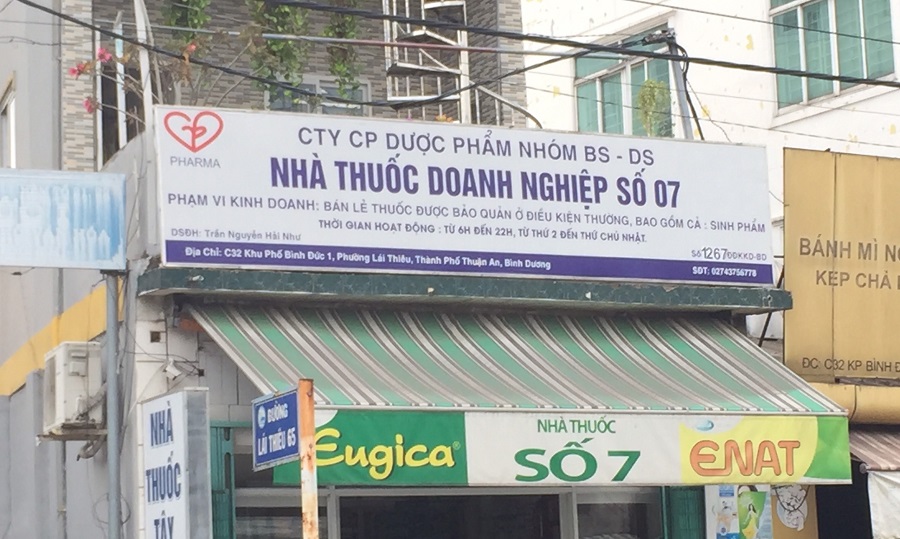 PHARMA
CTY CP DƯỢC PHẨM NHÓM BS - DS
NHÀ THUỐC DOANH NGHIỆP SỐ 07
PHẠM VI KINH DOANH: BÁN LẺ THUỐC ĐƯỢC BẢO QUẢN Ở ĐIỀU KIỆN THƯỜNG, BAO GỒM CẢ : SINH PHẨM
THỜI GIAN HOẠT ĐỘNG : TỪ 6H ĐẾN 22H, TỪ THỨ 2 ĐẾN THỨ CHỦ NHẬT.
DSĐH: Trần Nguyễn Hải Như
Số 1267 ĐĐKKD-BD
Địa Chỉ: C32 Khu Phố Bình Đức 1, Phường Lái Thiêu, Thành Phố Thuận An, Bình Dương
SĐT: 02743756778
BÁNH MÌ
KẸP CHẢ
ĐC: C32 KP BÌNH
ĐƯỜNG
LÁI THIÊU 65
Eugica®
NHÀ THUỐC
SỐ 7
ENAT
NHÀ
THUỐC
TÂY